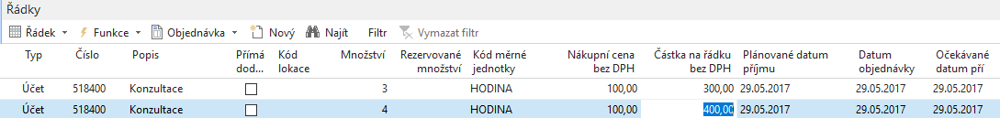 Řádky
Řádek Funkce Objednávka Nový Najít Filtr Vymazat filtr
Typ Číslo Popis Přímá dod... Kód lokace Množství Rezervované množství Kód měrné jednotky Nákupní cena bez DPH Částka na řádku bez DPH Plánované datum příjmu Datum objednávky Očekávané datum pří
Účet 518400 Konzultace 3 HODINA 100,00 300,00 29.05.2017 29.05.2017 29.05.2017
Účet 518400 Konzultace 4 HODINA 100,00 400,00 29.05.2017 29.05.2017 29.05.2017